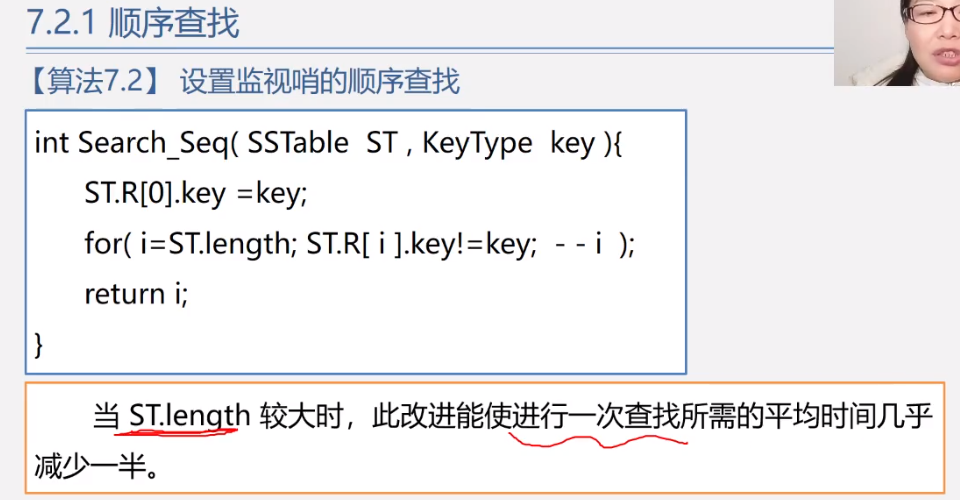 7.2.1 顺序查找
【算法7.2】 设置监视哨的顺序查找
int Search_Seq( SSTable ST , KeyType key ){
ST.R[0].key =key;
for( i=ST.length; ST.R[ i ].key!=key; - - i );
return i;
}
当 ST.length 较大时，此改进能使进行一次查找所需的平均时间几乎
减少一半。